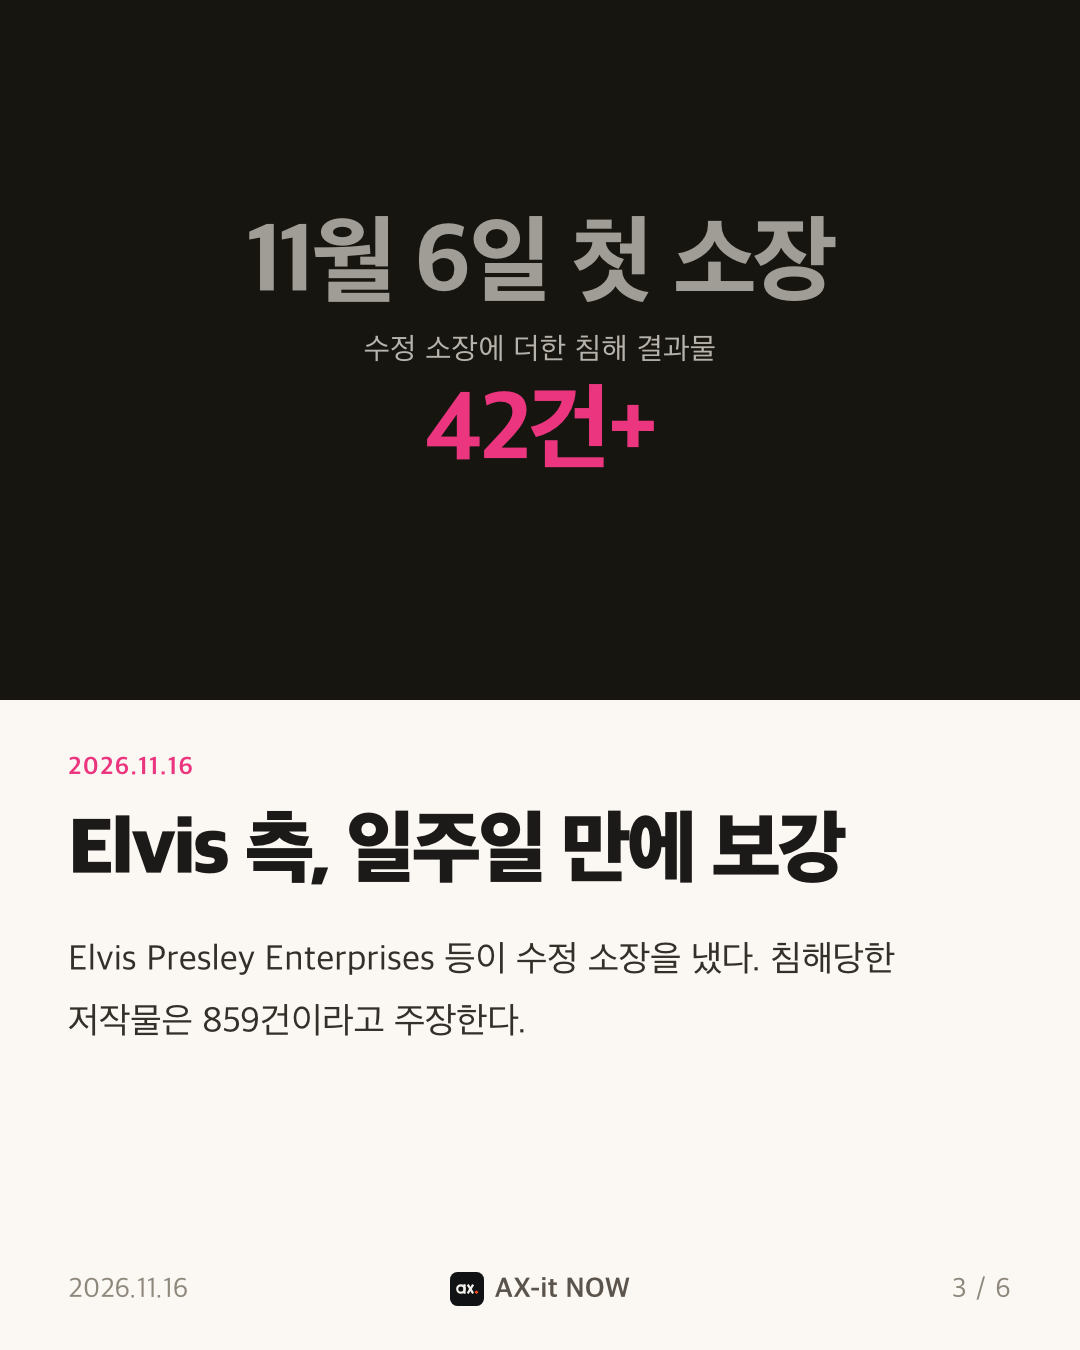 11월 6일 첫 소장
수정 소장에 더한 침해 결과물
42건+
2026.11.16
Elvis 측, 일주일 만에 보강
Elvis Presley Enterprises 등이 수정 소장을 냈다. 침해당한
저작물은 859건이라고 주장한다.
2026.11.16
ax. AX-it NOW
3 / 6